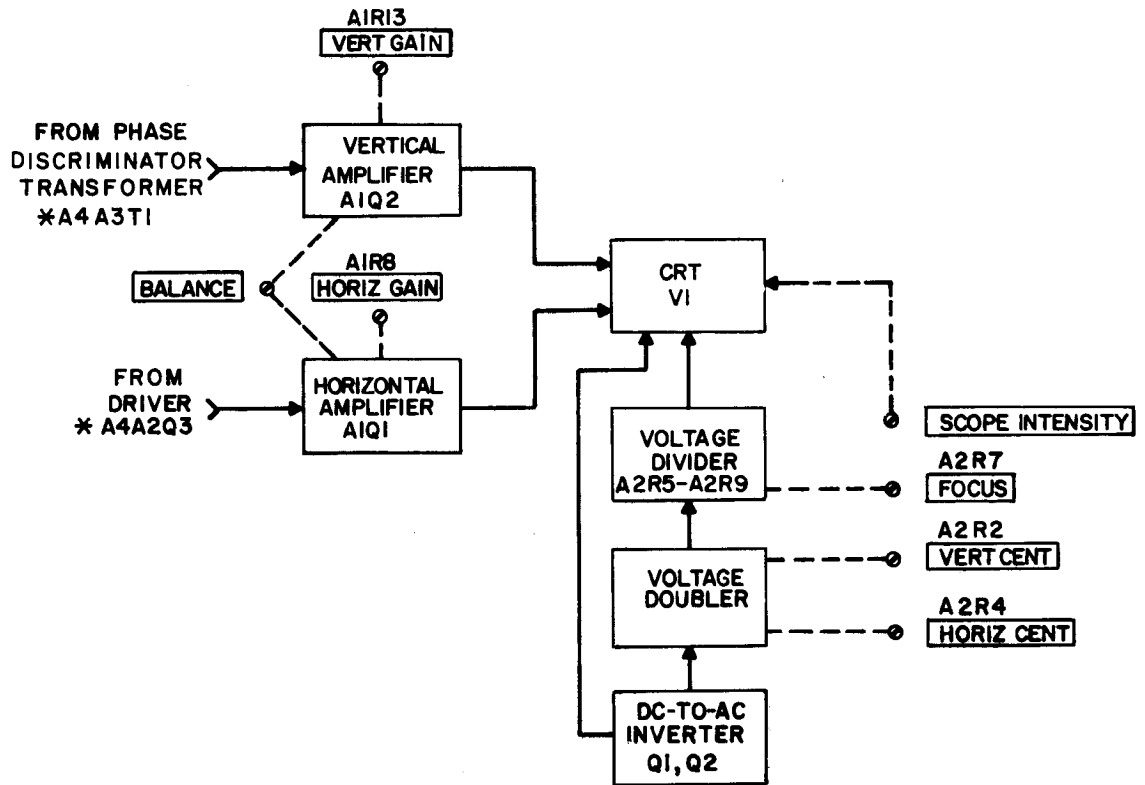 A1R13
VERT GAIN
FROM PHASE
DISCRIMINATOR
TRANSFORMER
*A4A3T1
VERTICAL
AMPLIFIER
A1Q2
BALANCE
A1R8
HORIZ GAIN
CRT
V1
FROM
DRIVER
* A4A2Q3
HORIZONTAL
AMPLIFIER
A1Q1
VOLTAGE
DIVIDER
A2R5-A2R9
SCOPE INTENSITY
A2R7
FOCUS
VOLTAGE
DOUBLER
A2R2
VERT CENT
A2R4
HORIZ CENT
DC-TO-AC
INVERTER
Q1, Q2